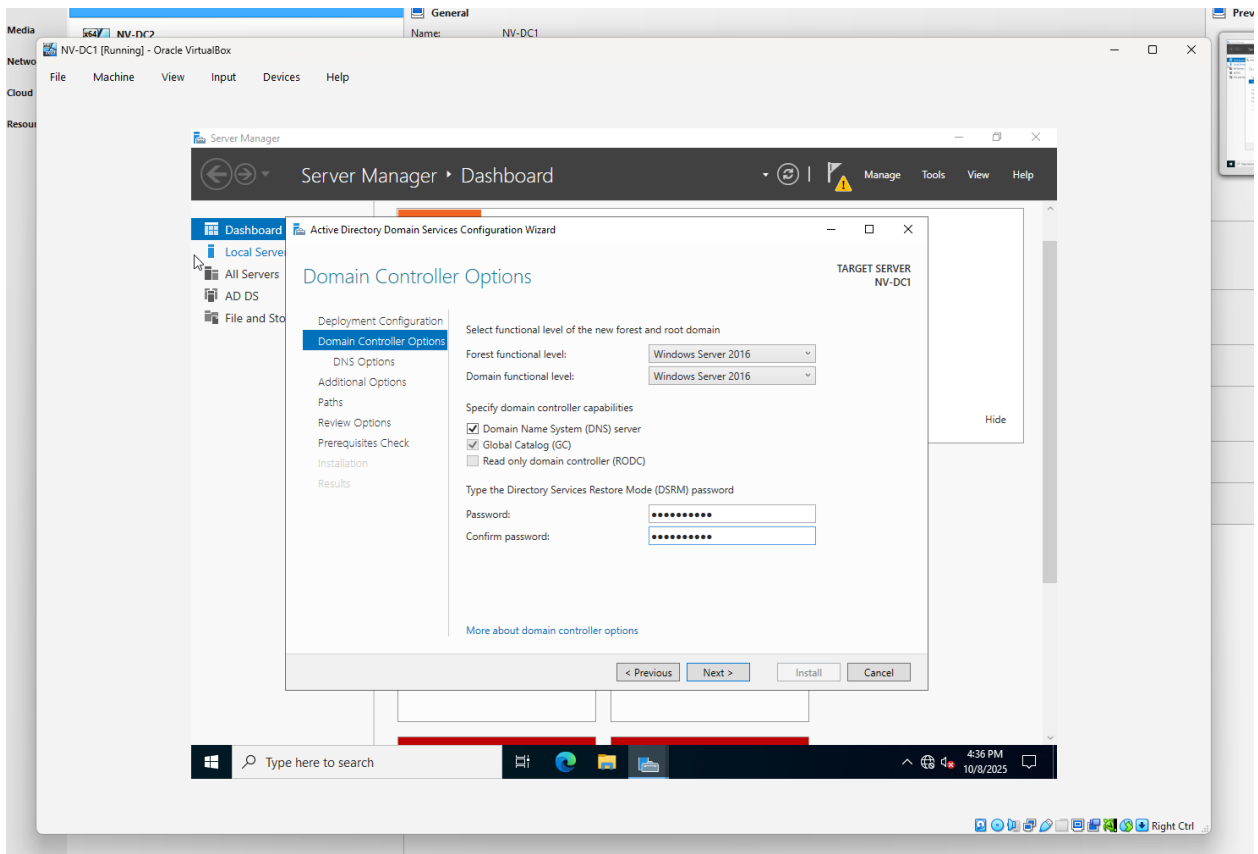 General
Prev
Media
x64
NV-DC2
Name:
NV-DC1
NV-DC1 [Running] - Oracle VirtualBox
Netwo
File Machine View Input Devices Help
Cloud
Resour
Server Manager
Server Manager ‣ Dashboard
Manage Tools View Help
Dashboard
Local Server
All Servers
AD DS
File and Sto
Active Directory Domain Services Configuration Wizard
Domain Controller Options
TARGET SERVER
NV-DC1
Deployment Configuration
Domain Controller Options
DNS Options
Additional Options
Paths
Review Options
Prerequisites Check
Installation
Results
Select functional level of the new forest and root domain
Forest functional level: Windows Server 2016
Domain functional level: Windows Server 2016
Specify domain controller capabilities
Domain Name System (DNS) server
Global Catalog (GC)
Read only domain controller (RODC)
Type the Directory Services Restore Mode (DSRM) password
Password: ●●●●●●●●●●
Confirm password: ●●●●●●●●●●
More about domain controller options
< Previous Next > Install Cancel
Hide
Type here to search
4:36 PM
10/8/2025
Right Ctrl